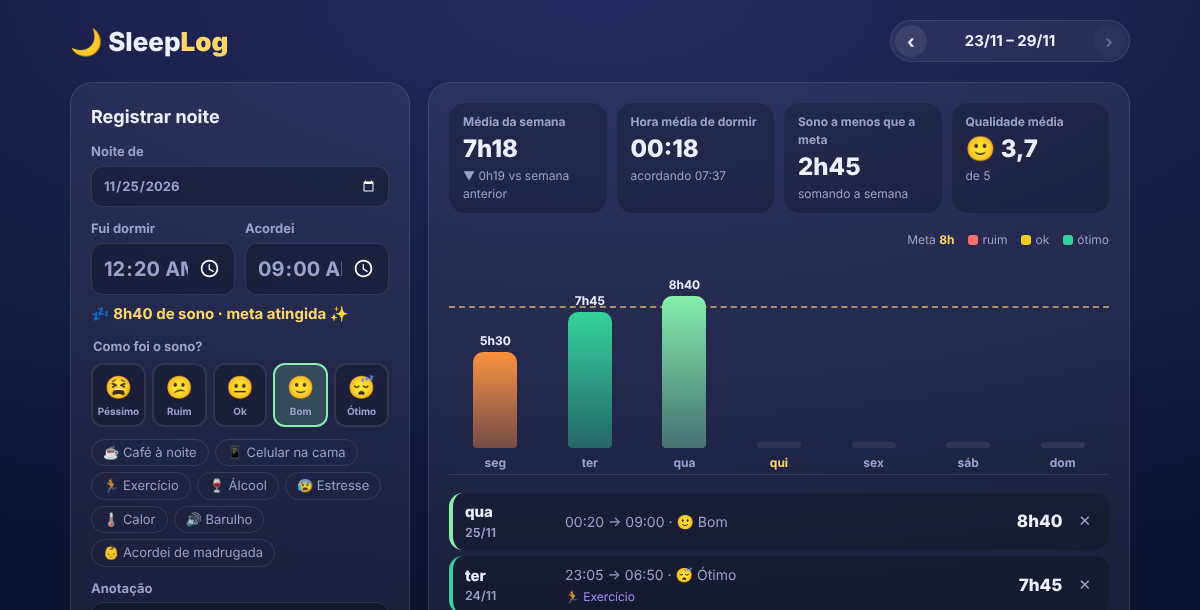 🌙 SleepLog
‹ 23/11 – 29/11 ›
Registrar noite
Noite de
11/25/2026
Fui dormir
Acordei
12:20 AM
09:00 A
💤 8h40 de sono · meta atingida ✨
Como foi o sono?
Péssimo
Ruim
Ok
Bom
Ótimo
☕ Café à noite
📱 Celular na cama
🏃 Exercício
🍷 Álcool
😰 Estresse
🌡️ Calor
🔊 Barulho
👶 Acordei de madrugada
Anotação
Média da semana
7h18
▼ 0h19 vs semana
anterior
Hora média de dormir
00:18
acordando 07:37
Sono a menos que a
meta
2h45
somando a semana
Qualidade média
🙂 3,7
de 5
Meta 8h
ruim
ok
ótimo
5h30
7h45
8h40
seg
ter
qua
qui
sex
sáb
dom
qua
25/11
00:20 → 09:00 · 🙂 Bom
8h40 ✕
ter
24/11
23:05 → 06:50 · 😴 Ótimo
🏃 Exercício
7h45 ✕